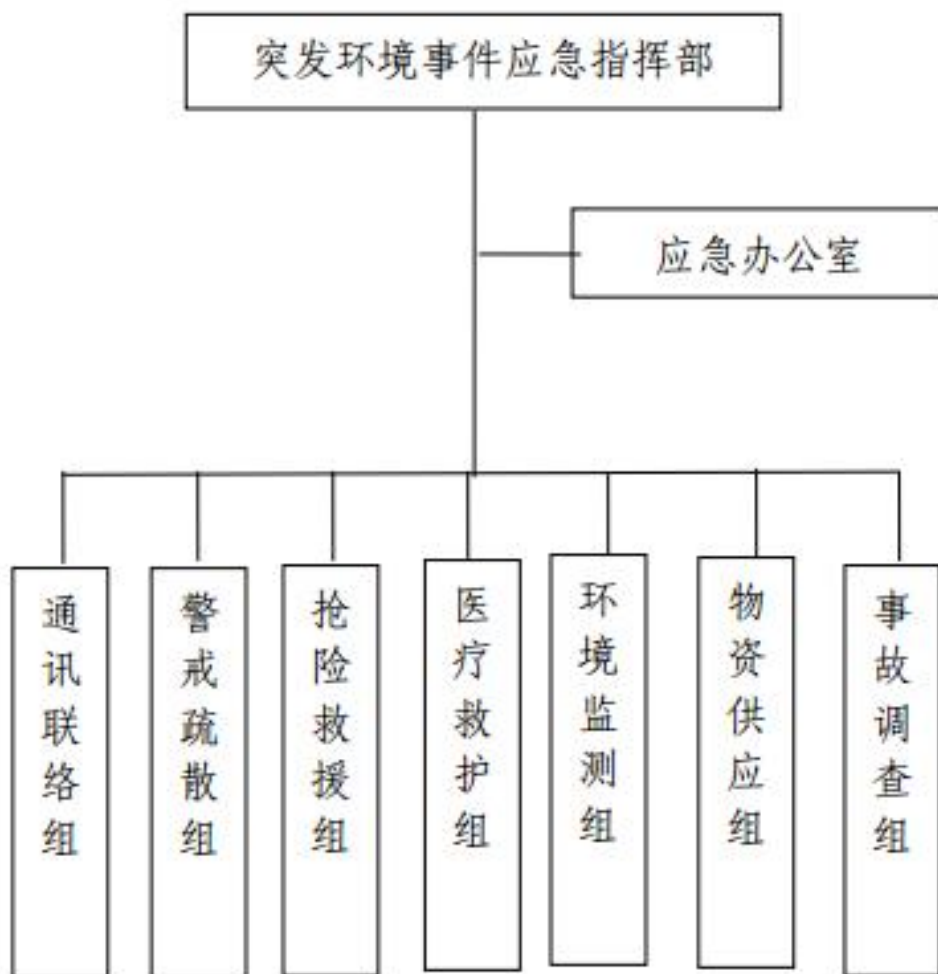 突发环境事件应急指挥部
应急办公室
通讯联络组
警戒疏散组
抢险救援组
医疗救护组
环境监测组
物资供应组
事故调查组